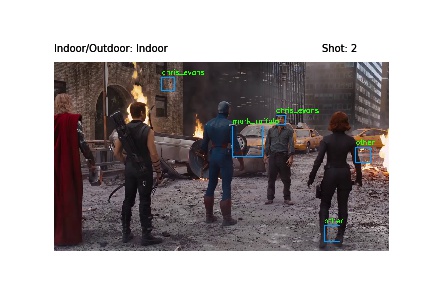 Indoor/Outdoor: Indoor
Shot: 2
chris_evans
chris_evans
mark_ruffalo
other
other